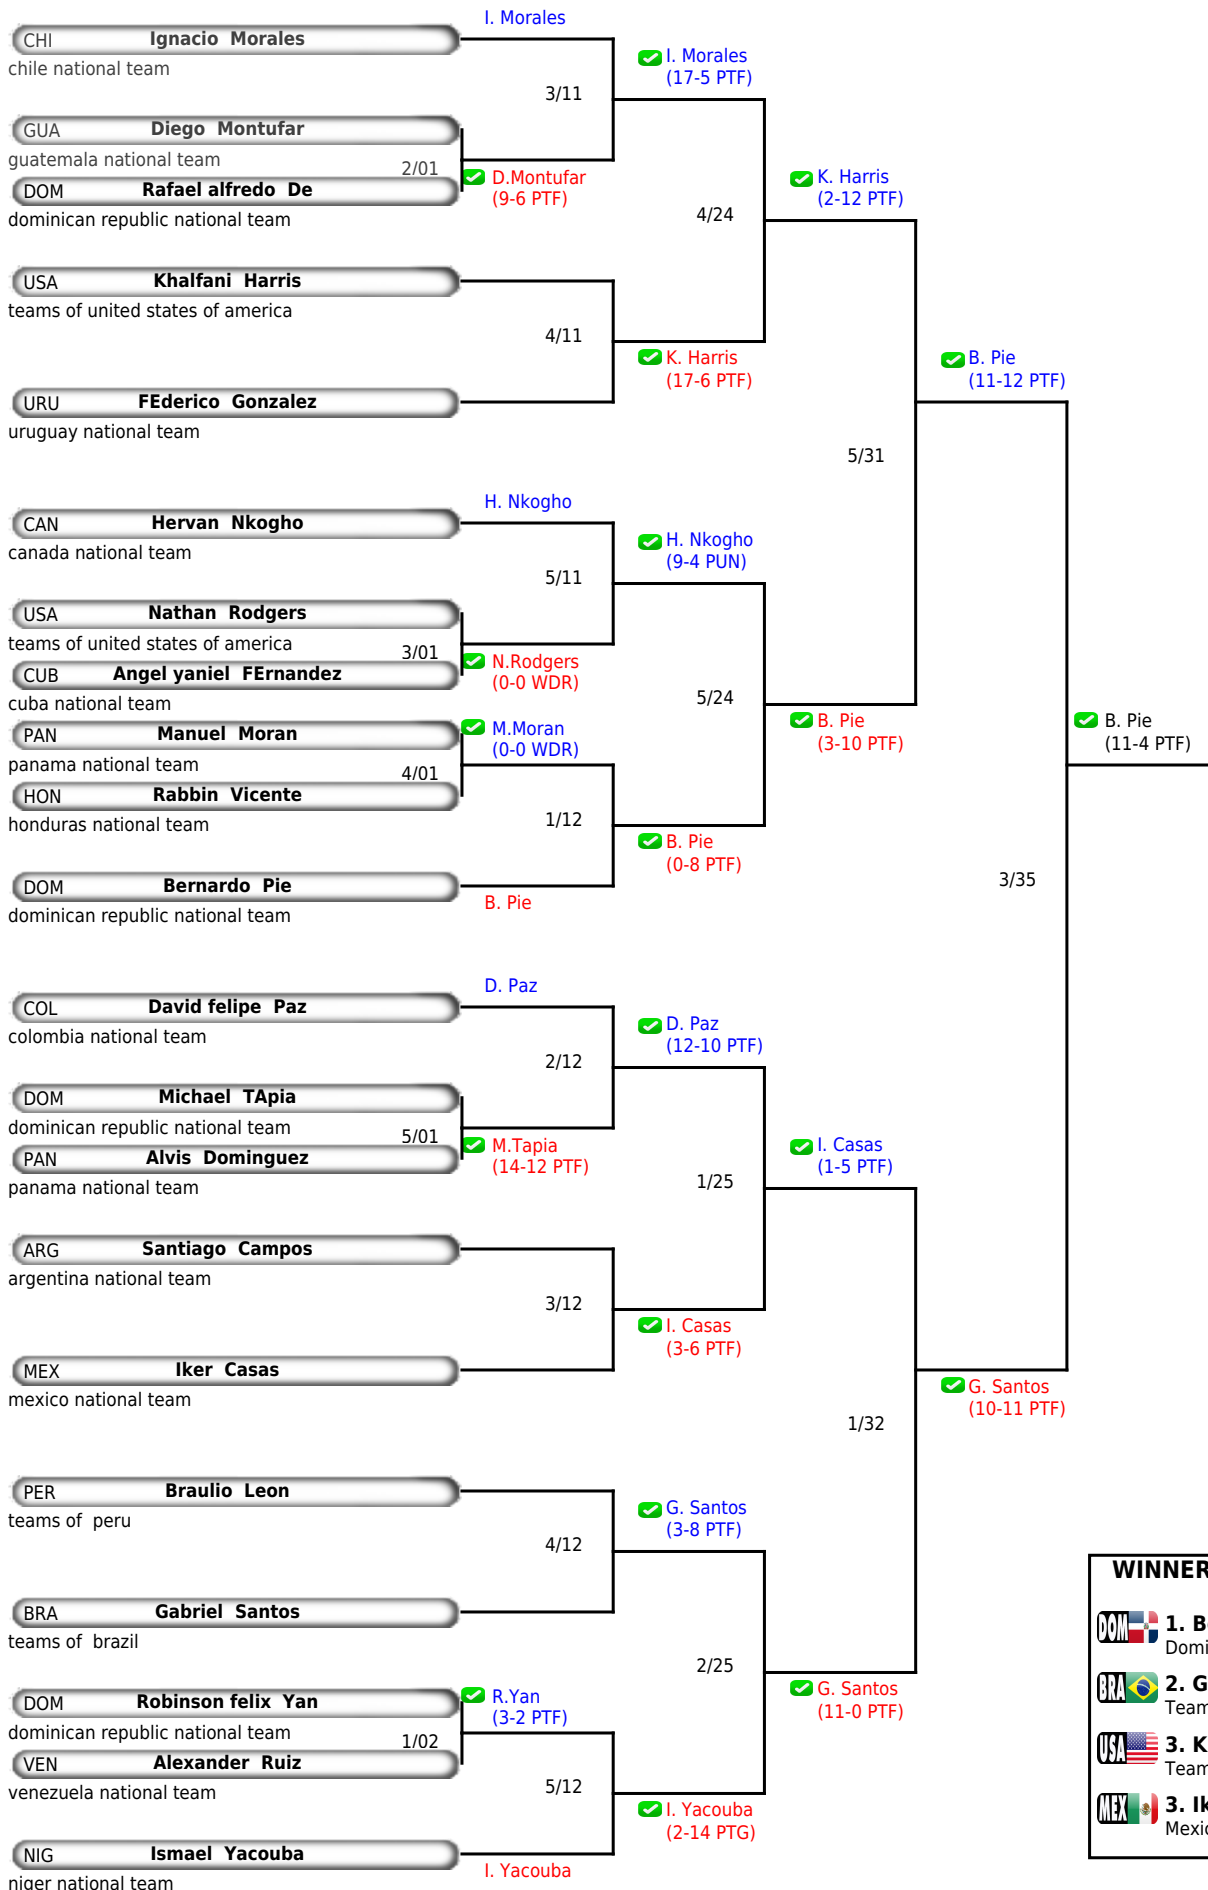 I. Morales
CHI Ignacio Morales
chile national team
I. Morales
(17-5 PTF)
3/11
GUA Diego Montufar
guatemala national team
2/01
D.Montufar
(9-6 PTF)
DOM Rafael alfredo De
dominican republic national team
K. Harris
(2-12 PTF)
4/24
USA Khalfani Harris
teams of united states of america
4/11
K. Harris
(17-6 PTF)
B. Pie
(11-12 PTF)
URU FEderico Gonzalez
uruguay national team
5/31
H. Nkogho
CAN Hervan Nkogho
canada national team
H. Nkogho
(9-4 PUN)
5/11
USA Nathan Rodgers
teams of united states of america
3/01
N.Rodgers
(0-0 WDR)
CUB Angel yaniel FErnandez
cuba national team
5/24
PAN Manuel Moran
panama national team
M.Moran
(0-0 WDR)
B. Pie
(3-10 PTF)
B. Pie
(11-4 PTF)
4/01
HON Rabbin Vicente
honduras national team
1/12
B. Pie
(0-8 PTF)
DOM Bernardo Pie
dominican republic national team
B. Pie
3/35
D. Paz
COL David felipe Paz
colombia national team
D. Paz
(12-10 PTF)
2/12
DOM Michael TApia
dominican republic national team
5/01
M.Tapia
(14-12 PTF)
PAN Alvis Dominguez
panama national team
I. Casas
(1-5 PTF)
1/25
ARG Santiago Campos
argentina national team
3/12
I. Casas
(3-6 PTF)
MEX Iker Casas
mexico national team
G. Santos
(10-11 PTF)
1/32
PER Braulio Leon
teams of peru
G. Santos
(3-8 PTF)
4/12
BRA Gabriel Santos
teams of brazil
2/25
DOM Robinson felix Yan
dominican republic national team
R.Yan
(3-2 PTF)
G. Santos
(11-0 PTF)
1/02
VEN Alexander Ruiz
venezuela national team
5/12
I. Yacouba
(2-14 PTG)
NIG Ismael Yacouba
niger national team
I. Yacouba
WINNER
DOM 1. B
Domi
BRA 2. G
Team
USA 3. K
Team
MEX 3. Ik
Mexic